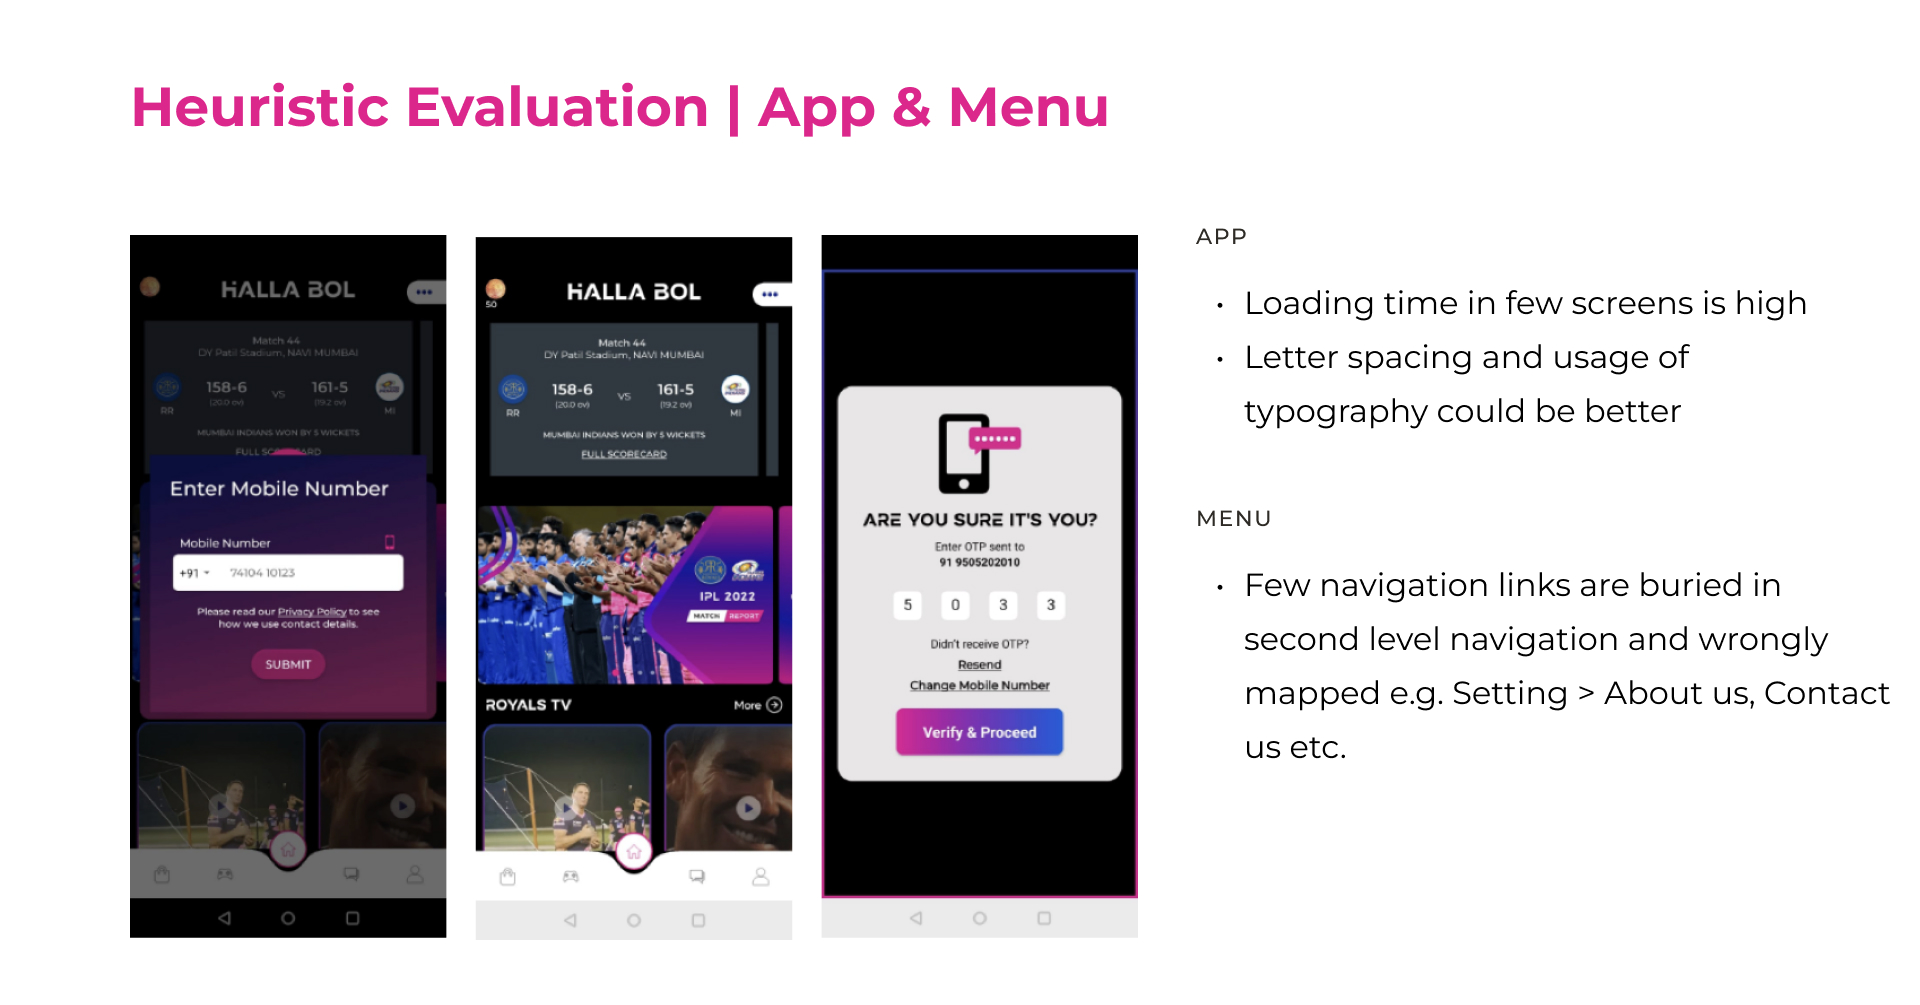 Heuristic Evaluation | App & Menu
HALLA BOL
Match 44
DY Patil Stadium, NAVI MUMBAI
158-6 VS 161-5
(20.0 ov) (19.2 ov)
RR MI
MUMBAI INDIANS WON BY 5 WICKETS
FULL SCORECARD
Enter Mobile Number
Mobile Number
+91 74104 10123
Please read our Privacy Policy to see
how we use contact details.
SUBMIT
50
HALLA BOL
Match 44
DY Patil Stadium, NAVI MUMBAI
158-6 VS 161-5
(20.0 ov) (19.2 ov)
RR MI
MUMBAI INDIANS WON BY 5 WICKETS
FULL SCORECARD
IPL 2022
MATCH REPORT
ROYALS TV More
ARE YOU SURE IT'S YOU?
Enter OTP sent to
91 9505202010
5 0 3 3
Didn't receive OTP?
Resend
Change Mobile Number
Verify & Proceed
APP
• Loading time in few screens is high
• Letter spacing and usage of
typography could be better
MENU
• Few navigation links are buried in
second level navigation and wrongly
mapped e.g. Setting > About us, Contact
us etc.